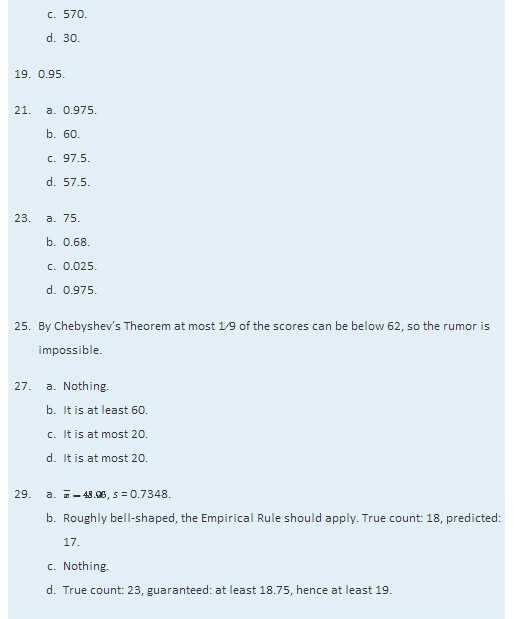 c. 570.
d. 30.
19. 0.95.
21. a. 0.975.
b. 60.
c. 97.5.
d. 57.5.
23. a. 75.
b. 0.68.
c. 0.025.
d. 0.975.
25. By Chebyshev's Theorem at most 1∕9 of the scores can be below 62, so the rumor is
impossible.
27. a. Nothing.
b. It is at least 60.
c. It is at most 20.
d. It is at most 20.
29. a. , s = 0.7348.
b. Roughly bell-shaped, the Empirical Rule should apply. True count: 18, predicted:
17.
c. Nothing.
d. True count: 23, guaranteed: at least 18.75, hence at least 19.